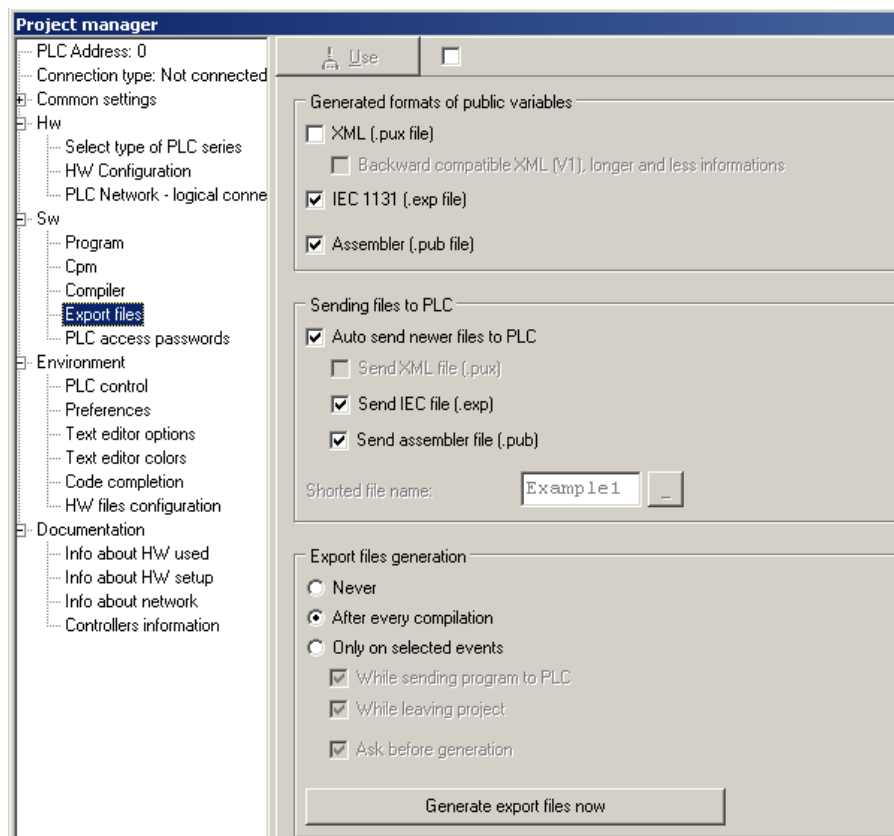 Project manager
PLC Address: 0
Connection type: Not connected
Common settings
Hw
Select type of PLC series
HW Configuration
PLC Network - logical conne
Sw
Program
Cpm
Compiler
Export files
PLC access passwords
Environment
PLC control
Preferences
Text editor options
Text editor colors
Code completion
HW files configuration
Documentation
Info about HW used
Info about HW setup
Info about network
Controllers information
Use
Generated formats of public variables
XML (.pux file)
Backward compatible XML (V1), longer and less informations
IEC 1131 (.exp file)
Assembler (.pub file)
Sending files to PLC
Auto send newer files to PLC
Send XML file (.pux)
Send IEC file (.exp)
Send assembler file (.pub)
Shorted file name: Example1 _
Export files generation
Never
After every compilation
Only on selected events
While sending program to PLC
While leaving project
Ask before generation
Generate export files now